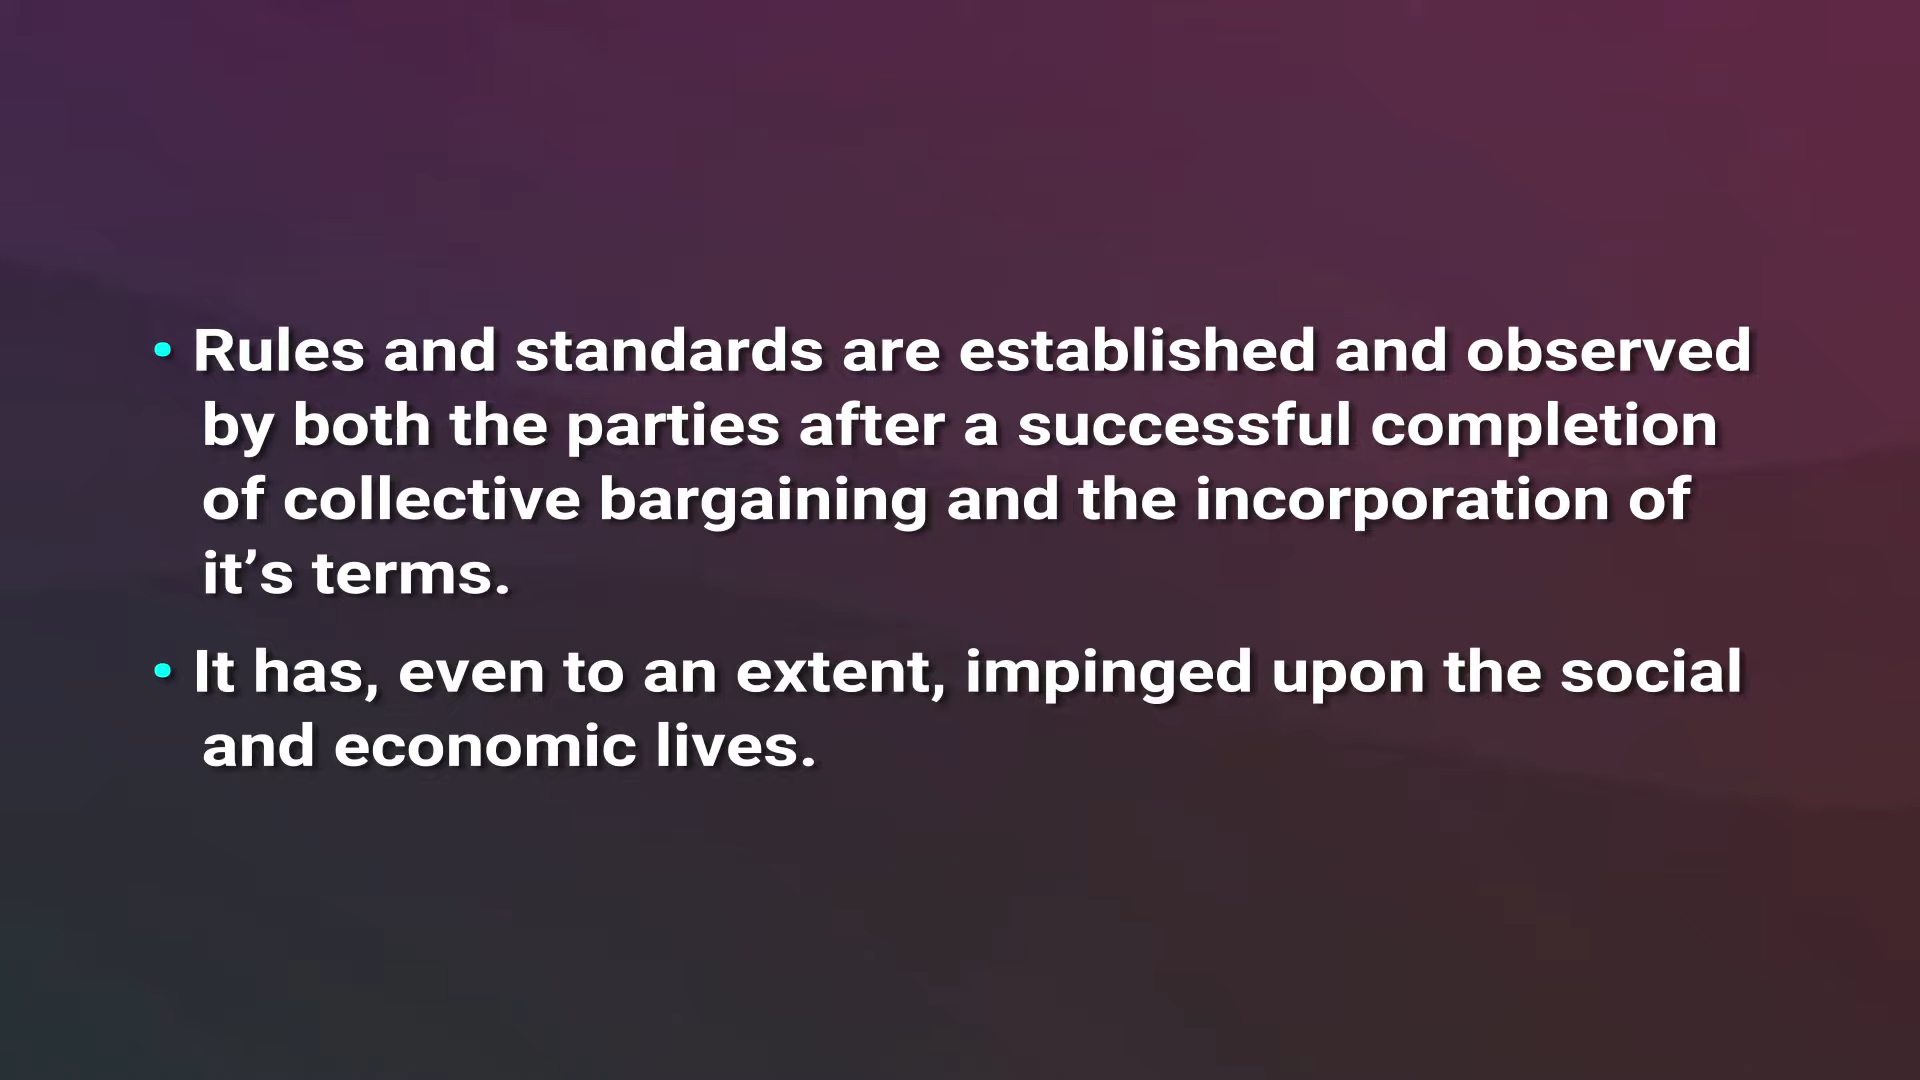 • Rules and standards are established and observed
by both the parties after a successful completion
of collective bargaining and the incorporation of
it’s terms.
• It has, even to an extent, impinged upon the social
and economic lives.